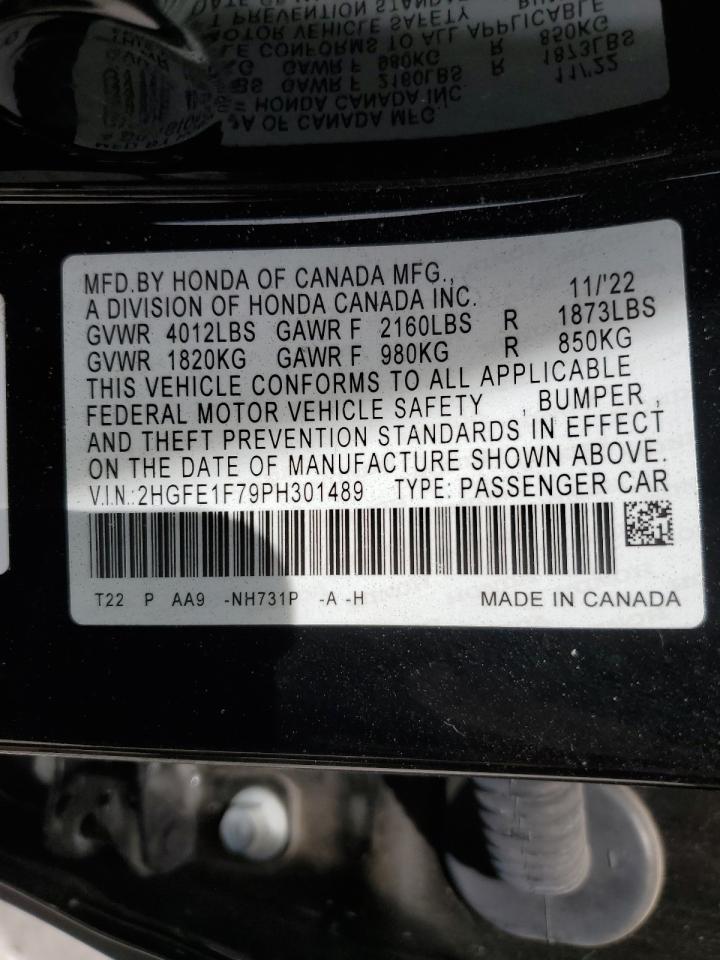 MFD.BY HONDA OF CANADA MFG., 11/'22
A DIVISION OF HONDA CANADA INC.
GVWR 4012LBS GAWR F 2160LBS R 1873LBS
GVWR 1820KG GAWR F 980KG R 850KG
THIS VEHICLE CONFORMS TO ALL APPLICABLE
FEDERAL MOTOR VEHICLE SAFETY , BUMPER ,
AND THEFT PREVENTION STANDARDS IN EFFECT
ON THE DATE OF MANUFACTURE SHOWN ABOVE.
V.I.N.:2HGFE1F79PH301489 TYPE: PASSENGER CAR
T22 P AA9 -NH731P -A -H MADE IN CANADA